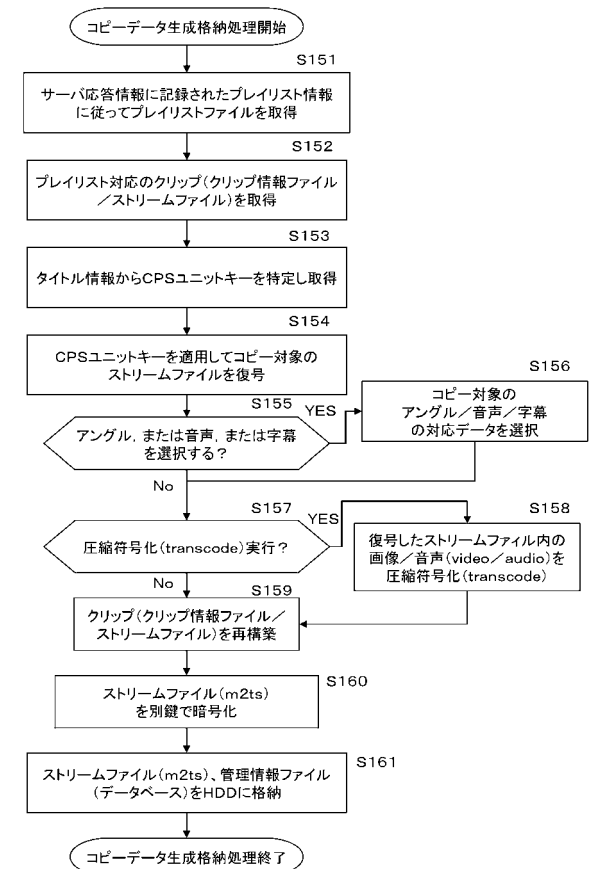 コピーデータ生成格納処理開始
S151
サーバ応答情報に記録されたプレイリスト情報
に従ってプレイリストファイルを取得
S152
プレイリスト対応のクリップ(クリップ情報ファイル
/ストリームファイル)を取得
S153
タイトル情報からCPSユニットキーを特定し取得
S154
CPSユニットキーを適用してコピー対象の
ストリームファイルを復号
S155
アングル,または音声,または字幕
を選択する?
YES
S156
コピー対象の
アングル/音声/字幕
の対応データを選択
No
S157
圧縮符号化(transcode)実行?
YES
S158
復号したストリームファィル内の
画像/音声(video/audio)を
圧縮符号化(transcode)
No
S159
クリップ(クリップ情報ファイル/
ストリームファイル)を再構築
S160
ストリームファイル(m2ts)
を別鍵で暗号化
S161
ストリームファイル(m2ts)、管理情報ファイル
(データベース)をHDDに格納
コピーデータ生成格納処理終了